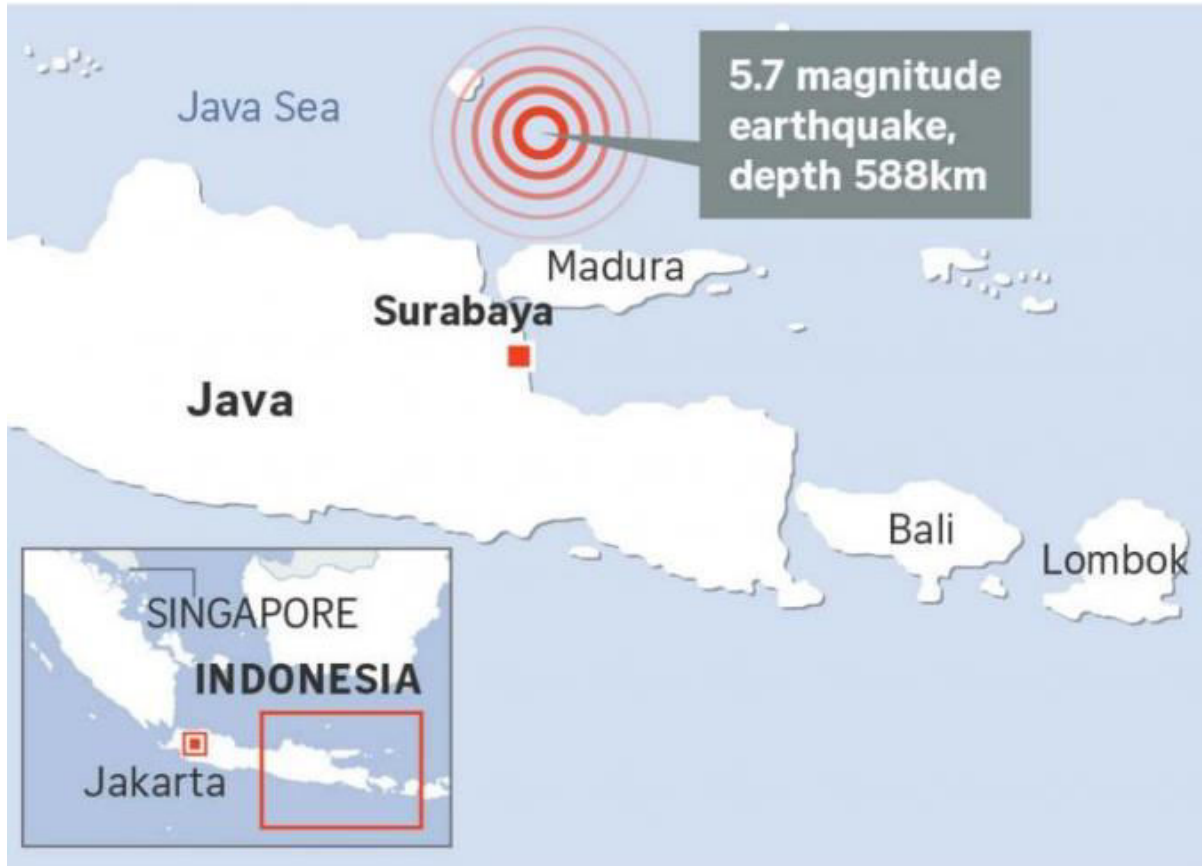 5.7 magnitude
earthquake,
depth 588km
Java Sea
Madura
Surabaya
Java
Bali
Lombok
SINGAPORE
INDONESIA
Jakarta